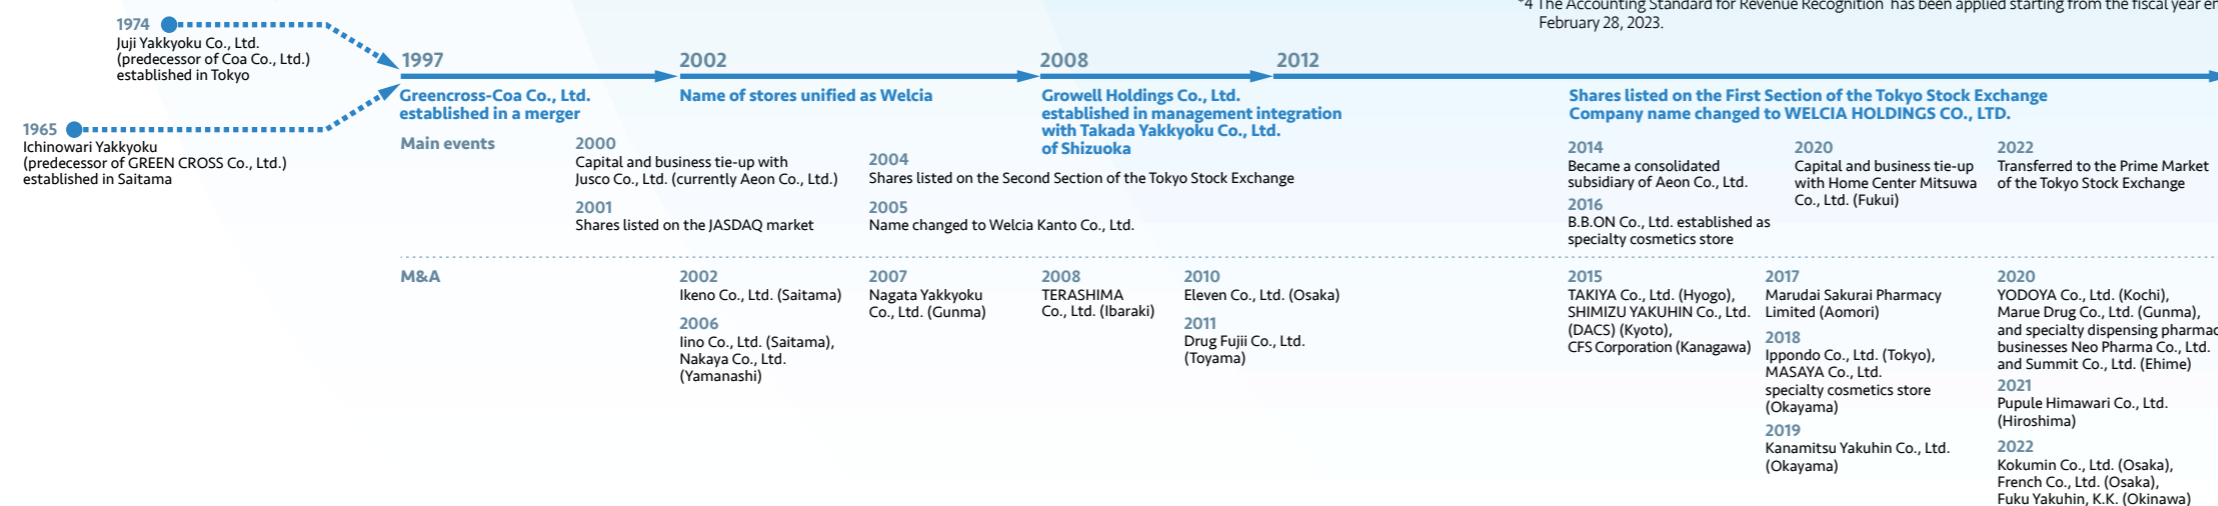 *4 The Accounting Standard for Revenue Recognition has been applied starting from the fiscal year
February 28, 2023.
1974
Juji Yakkyoku Co., Ltd.
(predecessor of Coa Co., Ltd.)
established in Tokyo
1965
Ichinowari Yakkyoku
(predecessor of GREEN CROSS Co., Ltd.)
established in Saitama
1997
Greencross-Coa Co., Ltd.
established in a merger
2002
Name of stores unified as Welcia
2008
Growell Holdings Co., Ltd.
established in management integration
with Takada Yakkyoku Co., Ltd.
of Shizuoka
2012
Shares listed on the First Section of the Tokyo Stock Exchange
Company name changed to WELCIA HOLDINGS CO., LTD.
Main events
2000
Capital and business tie-up with
Jusco Co., Ltd. (currently Aeon Co., Ltd.)
2001
Shares listed on the JASDAQ market
2004
Shares listed on the Second Section of the Tokyo Stock Exchange
2005
Name changed to Welcia Kanto Co., Ltd.
2014
Became a consolidated
subsidiary of Aeon Co., Ltd.
2016
B.B.ON Co., Ltd. established as
specialty cosmetics store
2020
Capital and business tie-up
with Home Center Mitsuwa
Co., Ltd. (Fukui)
2022
Transferred to the Prime Market
of the Tokyo Stock Exchange
M&A
2002
Ikeno Co., Ltd. (Saitama)
2006
Iino Co., Ltd. (Saitama),
Nakaya Co., Ltd.
(Yamanashi)
2007
Nagata Yakkyoku
Co., Ltd. (Gunma)
2008
TERASHIMA
Co., Ltd. (Ibaraki)
2010
Eleven Co., Ltd. (Osaka)
2011
Drug Fujii Co., Ltd.
(Toyama)
2015
TAKIYA Co., Ltd. (Hyogo),
SHIMIZU YAKUHIN Co., Ltd.
(DACS) (Kyoto),
CFS Corporation (Kanagawa)
2017
Marudai Sakurai Pharmacy
Limited (Aomori)
2018
Ippondo Co., Ltd. (Tokyo),
MASAYA Co., Ltd.
specialty cosmetics store
(Okayama)
2019
Kanamitsu Yakuhin Co., Ltd.
(Okayama)
2020
YODOYA Co., Ltd. (Kochi),
Marue Drug Co., Ltd. (Gunma),
and specialty dispensing
businesses Neo Pharma Co., Ltd.
and Summit Co., Ltd. (Ehime)
2021
Pupule Himawari Co., Ltd.
(Hiroshima)
2022
Kokumin Co., Ltd. (Osaka),
French Co., Ltd. (Osaka),
Fuku Yakuhin, K.K. (Okinawa)